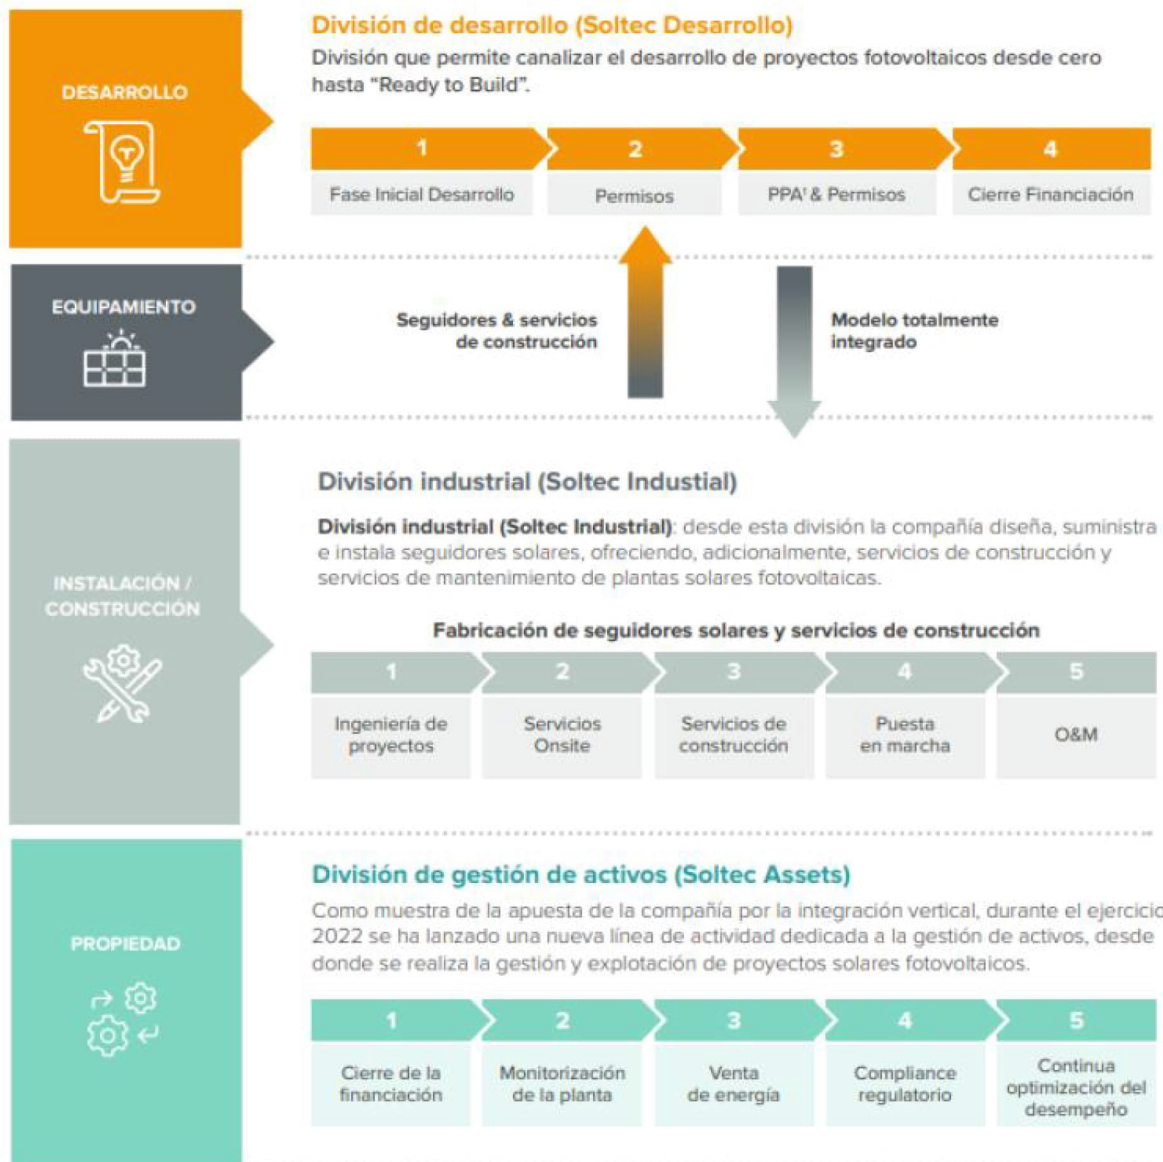 División de desarrollo (Soltec Desarrollo)
División que permite canalizar el desarrollo de proyectos fotovoltaicos desde cero
hasta “Ready to Build”.
DESARROLLO
1
2
3
4
Fase Inicial Desarrollo
Permisos
PPA¹ & Permisos
Cierre Financiación
EQUIPAMIENTO
Seguidores & servicios
de construcción
Modelo totalmente
integrado
División industrial (Soltec Industial)
División industrial (Soltec Industrial): desde esta división la compañía diseña, suministra
e instala seguidores solares, ofreciendo, adicionalmente, servicios de construcción y
servicios de mantenimiento de plantas solares fotovoltaicas.
INSTALACIÓN /
CONSTRUCCIÓN
Fabricación de seguidores solares y servicios de construcción
1
2
3
4
5
Ingeniería de
proyectos
Servicios
Onsite
Servicios de
construcción
Puesta
en marcha
O&M
División de gestión de activos (Soltec Assets)
Como muestra de la apuesta de la compañía por la integración vertical, durante el ejercicio
2022 se ha lanzado una nueva línea de actividad dedicada a la gestión de activos, desde
donde se realiza la gestión y explotación de proyectos solares fotovoltaicos.
PROPIEDAD
1
2
3
4
5
Cierre de la
financiación
Monitorización
de la planta
Venta
de energía
Compliance
regulatorio
Continua
optimización del
desempeño